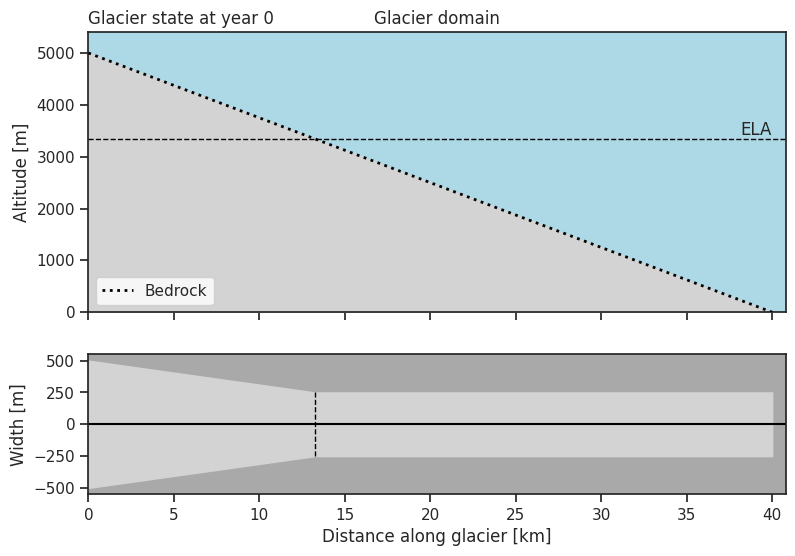 Glacier state at year 0
Glacier domain
5000
4000
3000
2000
1000
0
Altitude [m]
ELA
Bedrock
500
250
0
−250
−500
Width [m]
0 5 10 15 20 25 30 35 40
Distance along glacier [km]